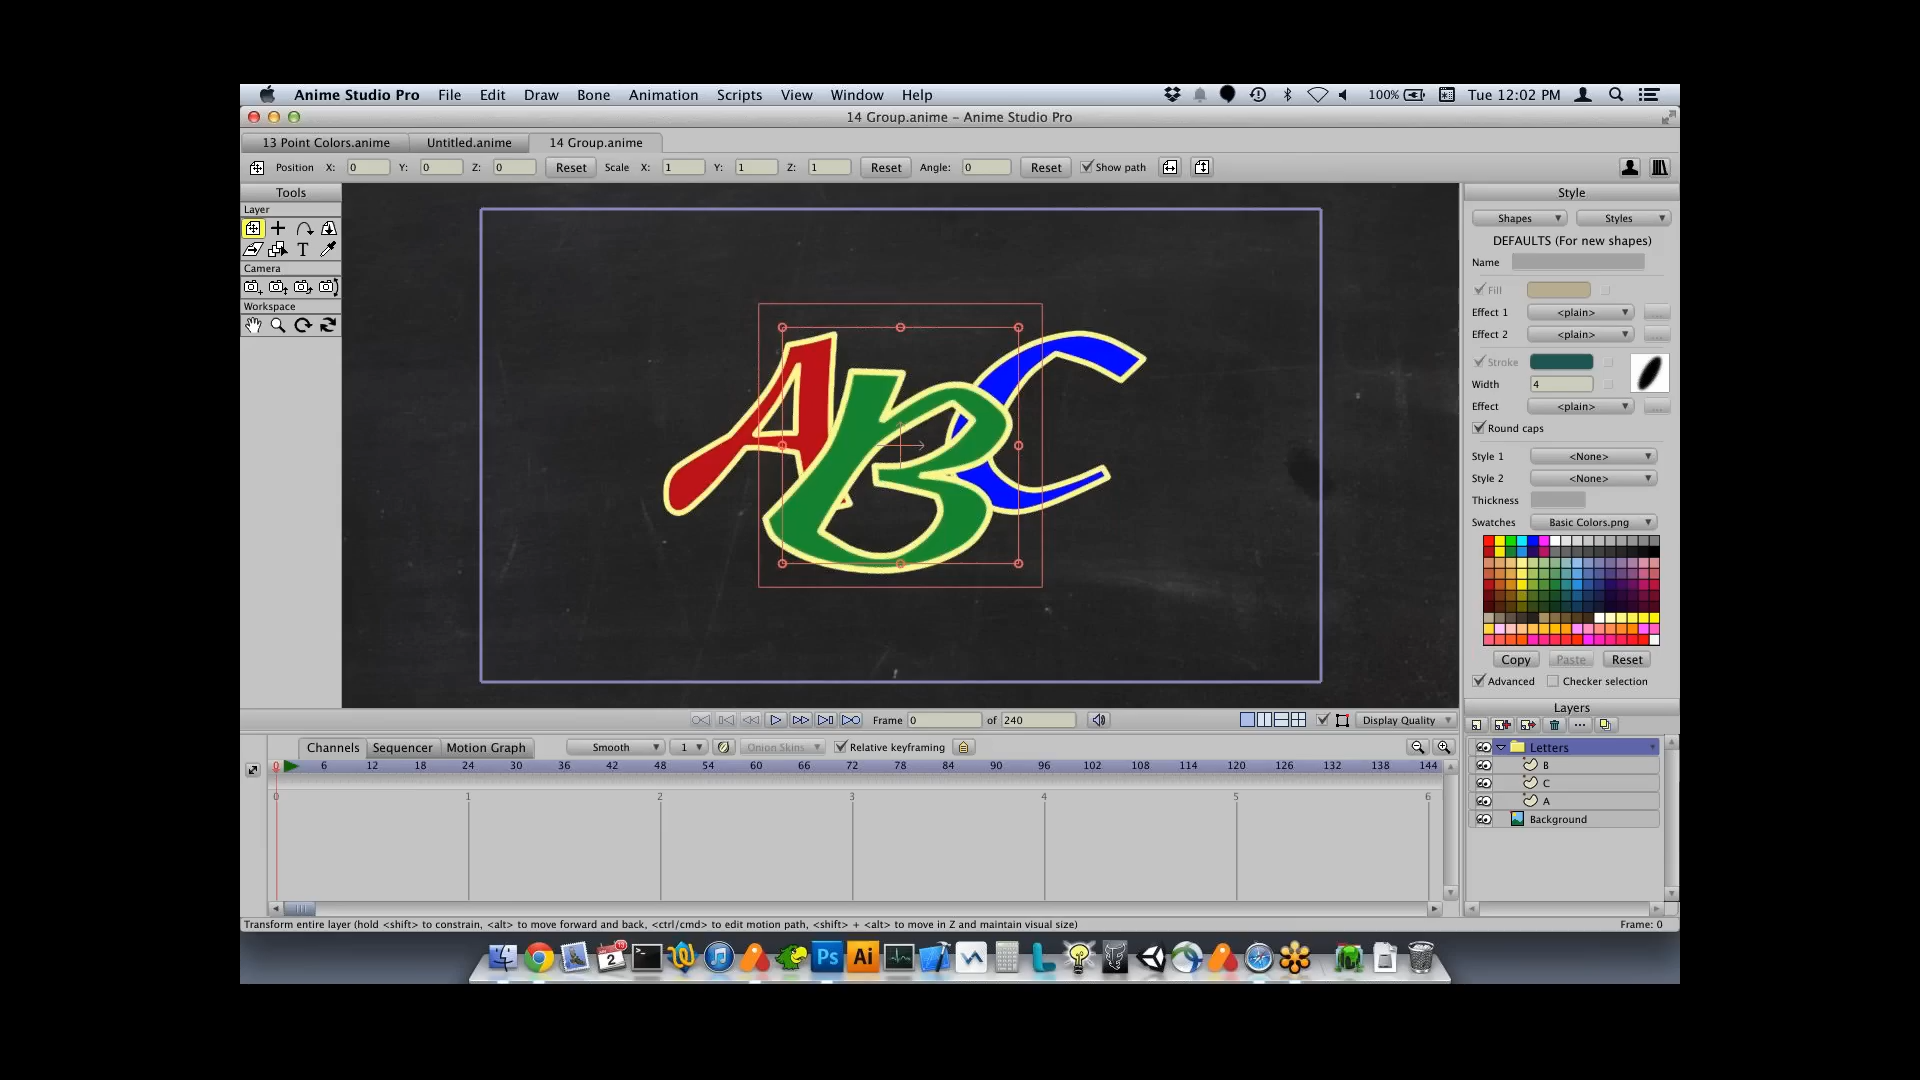 Anime Studio Pro File Edit Draw Bone Animation Scripts View Window Help 100% Tue 12:02 PM
14 Group.anime - Anime Studio Pro
13 Point Colors.anime Untitled.anime 14 Group.anime
Position X: 0 Y: 0 Z: 0 Reset Scale X: 1 Y: 1 Z: 1 Reset Angle: 0 Reset Show path
Tools
Layer
T
Camera
Workspace
ABC
Style
Shapes Styles
DEFAULTS (For new shapes)
Name
Fill
Effect 1 <plain> ...
Effect 2 <plain> ...
Stroke
Width 4
Effect <plain> ...
Round caps
Style 1 <None>
Style 2 <None>
Thickness
Swatches Basic Colors.png
Copy Paste Reset
Advanced Checker selection
Frame 0 of 240 Display Quality
Layers
Channels Sequencer Motion Graph Smooth 1 Onion Skins Relative keyframing
Letters
B
C
A
Background
0 6 12 18 24 30 36 42 48 54 60 66 72 78 84 90 96 102 108 114 120 126 132 138 144
0 1 2 3 4 5 6
Transform entire layer (hold <shift> to constrain, <alt> to move forward and back, <ctrl/cmd> to edit motion path, <shift> + <alt> to move in Z and maintain visual size) Frame: 0
2 Ps Ai